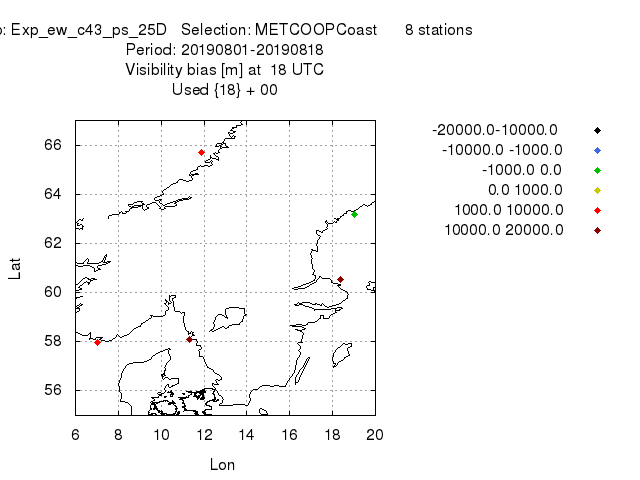 : Exp_ew_c43_ps_25D Selection: METCOOPCoast 8 stations
Period: 20190801-20190818
Visibility bias [m] at 18 UTC
Used {18} + 00
-20000.0-10000.0
-10000.0 -1000.0
-1000.0 0.0
0.0 1000.0
1000.0 10000.0
10000.0 20000.0
66
64
62
60
58
56
Lat
6 8 10 12 14 16 18 20
Lon